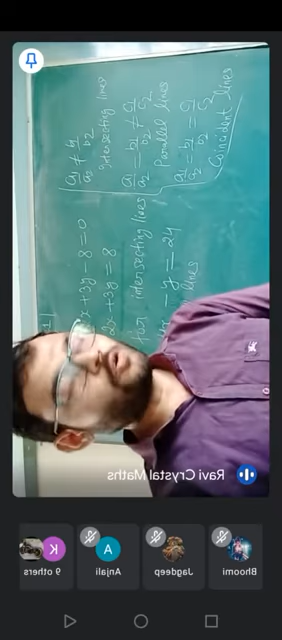 a₁/a₂ ≠ b₁/b₂
Intersecting lines
a₁/a₂ = b₁/b₂ ≠ c₁/c₂
Parallel lines
a₁/a₂ = b₁/b₂ = c₁/c₂
Coincident lines
x + 3y − 8 = 0
2x + 3y = 8
intersecting lines
− y = 24
lines
Ravi Crystal Maths
K
9 others
A
Anjali
Jagdeep
Bhoomi